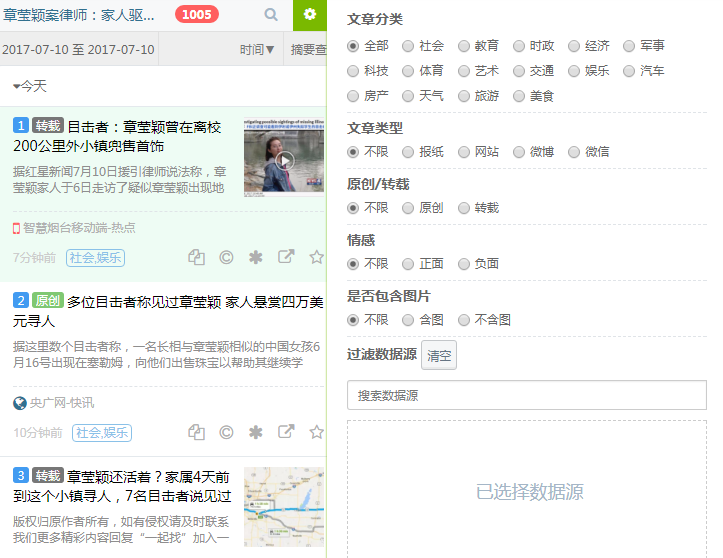 章莹颖案律师：家人驱...
1005
2017-07-10 至 2017-07-10
时间▼
摘要查
今天
1 转载 目击者：章莹颖曾在离校
200公里外小镇兜售首饰
据红星新闻7月10日援引律师说法称，章
莹颖家人于6日走访了疑似章莹颖出现地
智慧烟台移动端-热点
7分钟前 社会,娱乐
2 原创 多位目击者称见过章莹颖 家人悬赏四万美
元寻人
据这里数个目击者称，一名长相与章莹颖相似的中国女孩6
月16号出现在塞勒姆，向他们出售珠宝以帮助其继续学
央广网-快讯
10分钟前 社会,娱乐
3 转载 章莹颖还活着？家属4天前
到这个小镇寻人，7名目击者说见过
版权归原作者所有，如有侵权请及时联系
我们更多精彩内容回复“一起找”加入一
文章分类
全部 社会 教育 时政 经济 军事
科技 体育 艺术 交通 娱乐 汽车
房产 天气 旅游 美食
文章类型
不限 报纸 网站 微博 微信
原创/转载
不限 原创 转载
情感
不限 正面 负面
是否包含图片
不限 含图 不含图
过滤数据源 清空
搜索数据源
已选择数据源